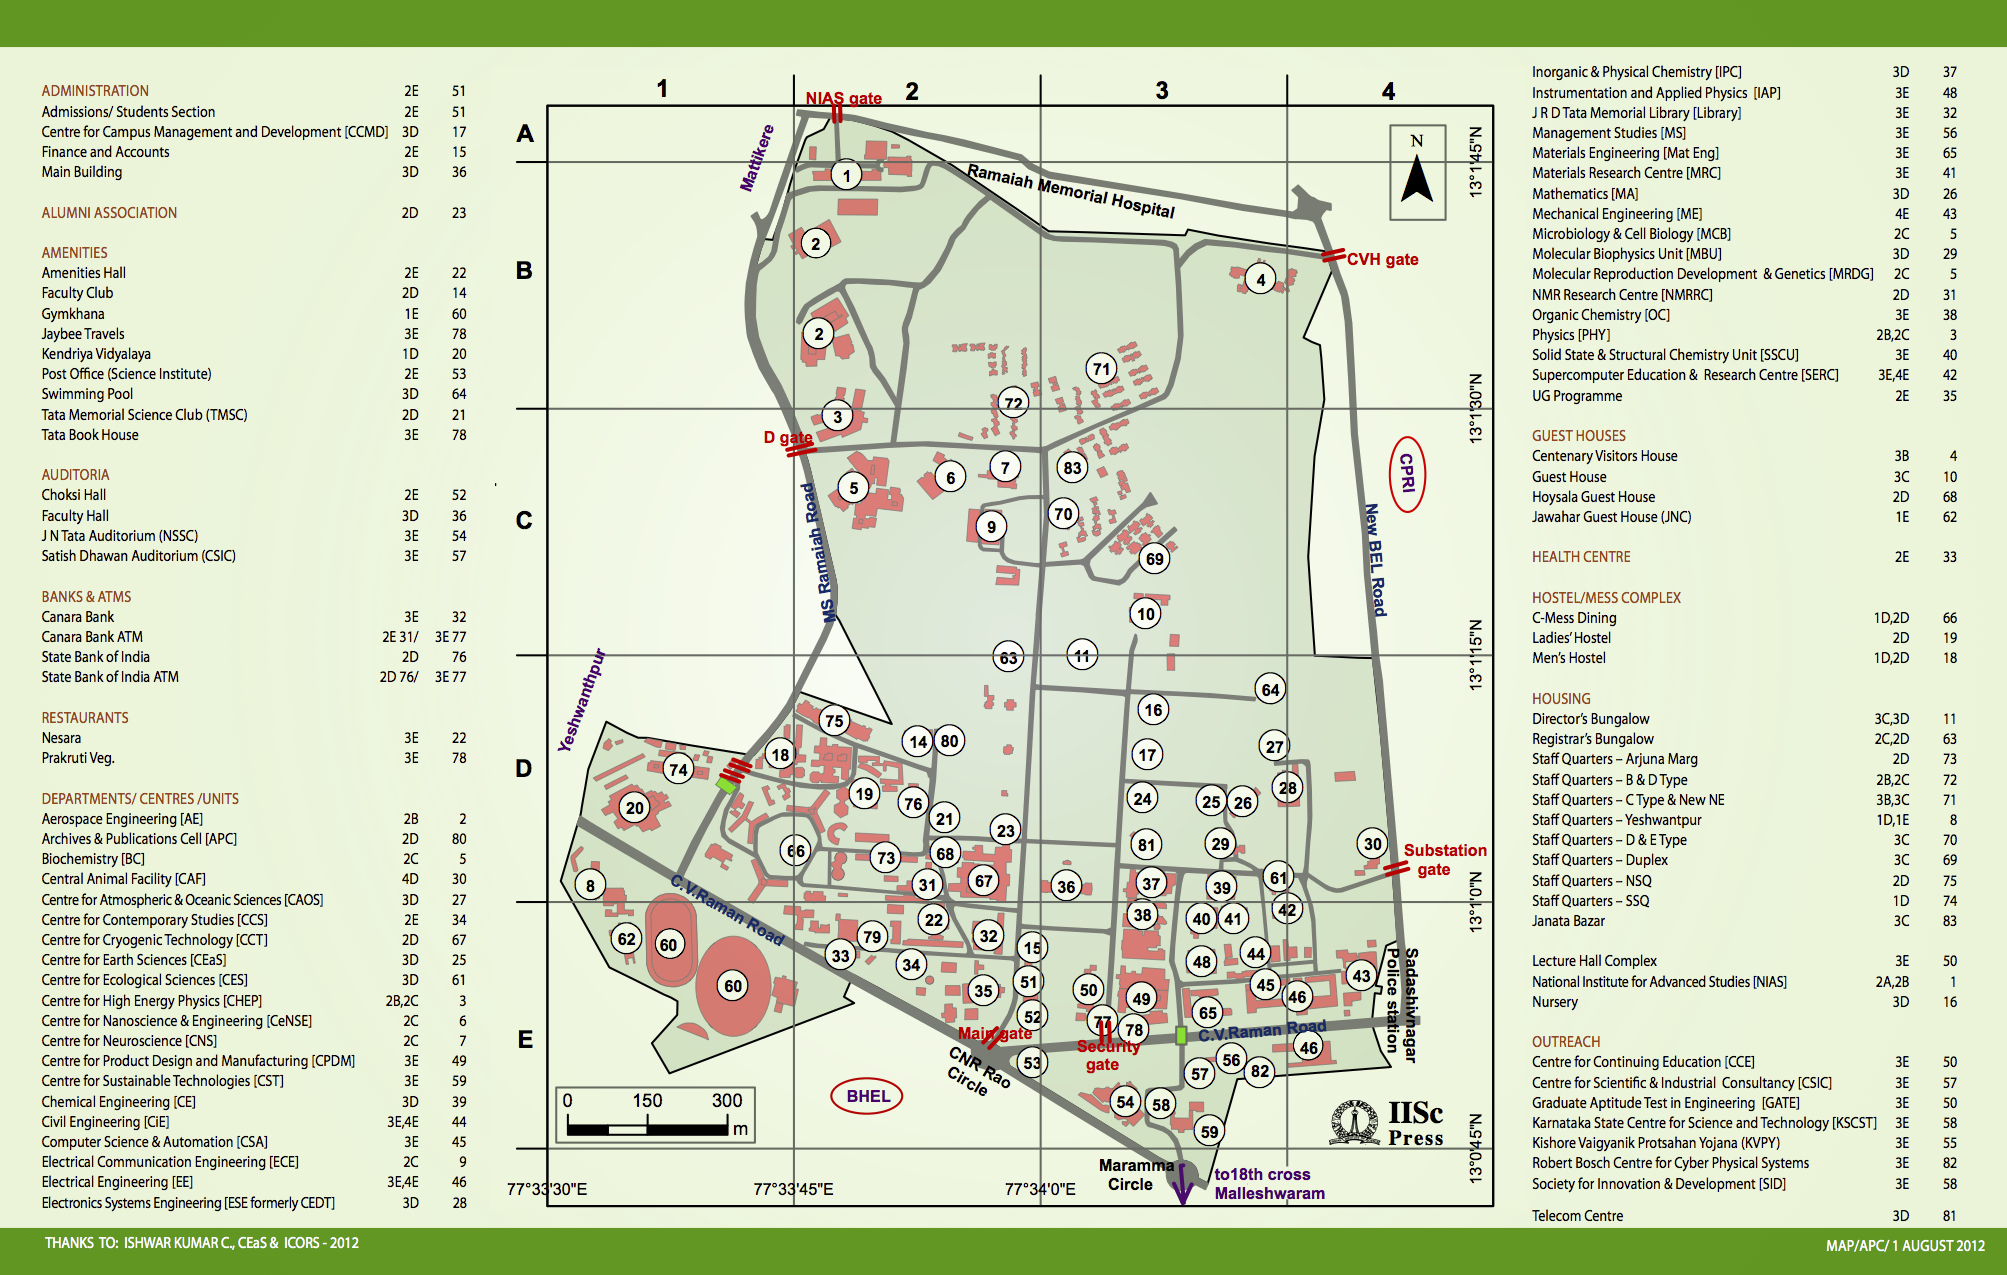 ADMINISTRATION 2E 51
Admissions/ Students Section 2E 51
Centre for Campus Management and Development [CCMD] 3D 17
Finance and Accounts 2E 15
Main Building 3D 36
ALUMNI ASSOCIATION 2D 23
AMENITIES
Amenities Hall 2E 22
Faculty Club 2D 14
Gymkhana 1E 60
Jaybee Travels 3E 78
Kendriya Vidyalaya 1D 20
Post Office (Science Institute) 2E 53
Swimming Pool 3D 64
Tata Memorial Science Club (TMSC) 2D 21
Tata Book House 3E 78
AUDITORIA
Choksi Hall 2E 52
Faculty Hall 3D 36
J N Tata Auditorium (NSSC) 3E 54
Satish Dhawan Auditorium (CSIC) 3E 57
BANKS & ATMS
Canara Bank 3E 32
Canara Bank ATM 2E 31/ 3E 77
State Bank of India 2D 76
State Bank of India ATM 2D 76/ 3E 77
RESTAURANTS
Nesara 3E 22
Prakruti Veg. 3E 78
DEPARTMENTS/ CENTRES /UNITS
Aerospace Engineering [AE] 2B 2
Archives & Publications Cell [APC] 2D 80
Biochemistry [BC] 2C 5
Central Animal Facility [CAF] 4D 30
Centre for Atmospheric & Oceanic Sciences [CAOS] 3D 27
Centre for Contemporary Studies [CCS] 2E 34
Centre for Cryogenic Technology [CCT] 2D 67
Centre for Earth Sciences [CEaS] 3D 25
Centre for Ecological Sciences [CES] 3D 61
Centre for High Energy Physics [CHEP] 2B,2C 3
Centre for Nanoscience & Engineering [CeNSE] 2C 6
Centre for Neuroscience [CNS] 2C 7
Centre for Product Design and Manufacturing [CPDM] 3E 49
Centre for Sustainable Technologies [CST] 3E 59
Chemical Engineering [CE] 3D 39
Civil Engineering [CiE] 3E,4E 44
Computer Science & Automation [CSA] 3E 45
Electrical Communication Engineering [ECE] 2C 9
Electrical Engineering [EE] 3E,4E 46
Electronics Systems Engineering [ESE formerly CEDT] 3D 28
THANKS TO: ISHWAR KUMAR C., CEaS & ICORS - 2012
1 2 3 4
A
B
C
D
E
NIAS gate
Mattikere
Ramaiah Memorial Hospital
N
13°1'45"N
CVH gate
1
2
4
2
71
72
3
13°1'30"N
D gate
MS Ramaiah Road
5
6
7
83
CPRI
9
70
69
New BEL Road
10
63
11
13°1'15"N
Yeshwanthpur
64
16
75
14
80
18
17
27
74
28
20
19
76
24
25
26
21
23
66
73
68
81
29
30
Substation
gate
8
31
67
36
37
39
61
13°1'0"N
C.V.Raman Road
22
38
40
41
42
62
60
79
32
15
33
34
48
44
60
35
51
50
49
45
46
43
Sadashivnagar
Police station
52
77
78
65
Main gate
Security
gate
C.V.Raman Road
CNR Rao
Circle
53
57
56
82
46
54
58
59
BHEL
0 150 300
m
IISc
Press
13°0'45"N
Maramma
Circle
to18th cross
Malleshwaram
77°33'30"E 77°33'45"E 77°34'0"E
Inorganic & Physical Chemistry [IPC] 3D 37
Instrumentation and Applied Physics [IAP] 3E 48
J R D Tata Memorial Library [Library] 3E 32
Management Studies [MS] 3E 56
Materials Engineering [Mat Eng] 3E 65
Materials Research Centre [MRC] 3E 41
Mathematics [MA] 3D 26
Mechanical Engineering [ME] 4E 43
Microbiology & Cell Biology [MCB] 2C 5
Molecular Biophysics Unit [MBU] 3D 29
Molecular Reproduction Development & Genetics [MRDG] 2C 5
NMR Research Centre [NMRRC] 2D 31
Organic Chemistry [OC] 3E 38
Physics [PHY] 2B,2C 3
Solid State & Structural Chemistry Unit [SSCU] 3E 40
Supercomputer Education & Research Centre [SERC] 3E,4E 42
UG Programme 2E 35
GUEST HOUSES
Centenary Visitors House 3B 4
Guest House 3C 10
Hoysala Guest House 2D 68
Jawahar Guest House (JNC) 1E 62
HEALTH CENTRE 2E 33
HOSTEL/MESS COMPLEX
C-Mess Dining 1D,2D 66
Ladies' Hostel 2D 19
Men's Hostel 1D,2D 18
HOUSING
Director's Bungalow 3C,3D 11
Registrar's Bungalow 2C,2D 63
Staff Quarters – Arjuna Marg 2D 73
Staff Quarters – B & D Type 2B,2C 72
Staff Quarters – C Type & New NE 3B,3C 71
Staff Quarters – Yeshwantpur 1D,1E 8
Staff Quarters – D & E Type 3C 70
Staff Quarters – Duplex 3C 69
Staff Quarters – NSQ 2D 75
Staff Quarters – SSQ 1D 74
Janata Bazar 3C 83
Lecture Hall Complex 3E 50
National Institute for Advanced Studies [NIAS] 2A,2B 1
Nursery 3D 16
OUTREACH
Centre for Continuing Education [CCE] 3E 50
Centre for Scientific & Industrial Consultancy [CSIC] 3E 57
Graduate Aptitude Test in Engineering [GATE] 3E 50
Karnataka State Centre for Science and Technology [KSCST] 3E 58
Kishore Vaigyanik Protsahan Yojana (KVPY) 3E 55
Robert Bosch Centre for Cyber Physical Systems 3E 82
Society for Innovation & Development [SID] 3E 58
Telecom Centre 3D 81
MAP/APC/ 1 AUGUST 2012